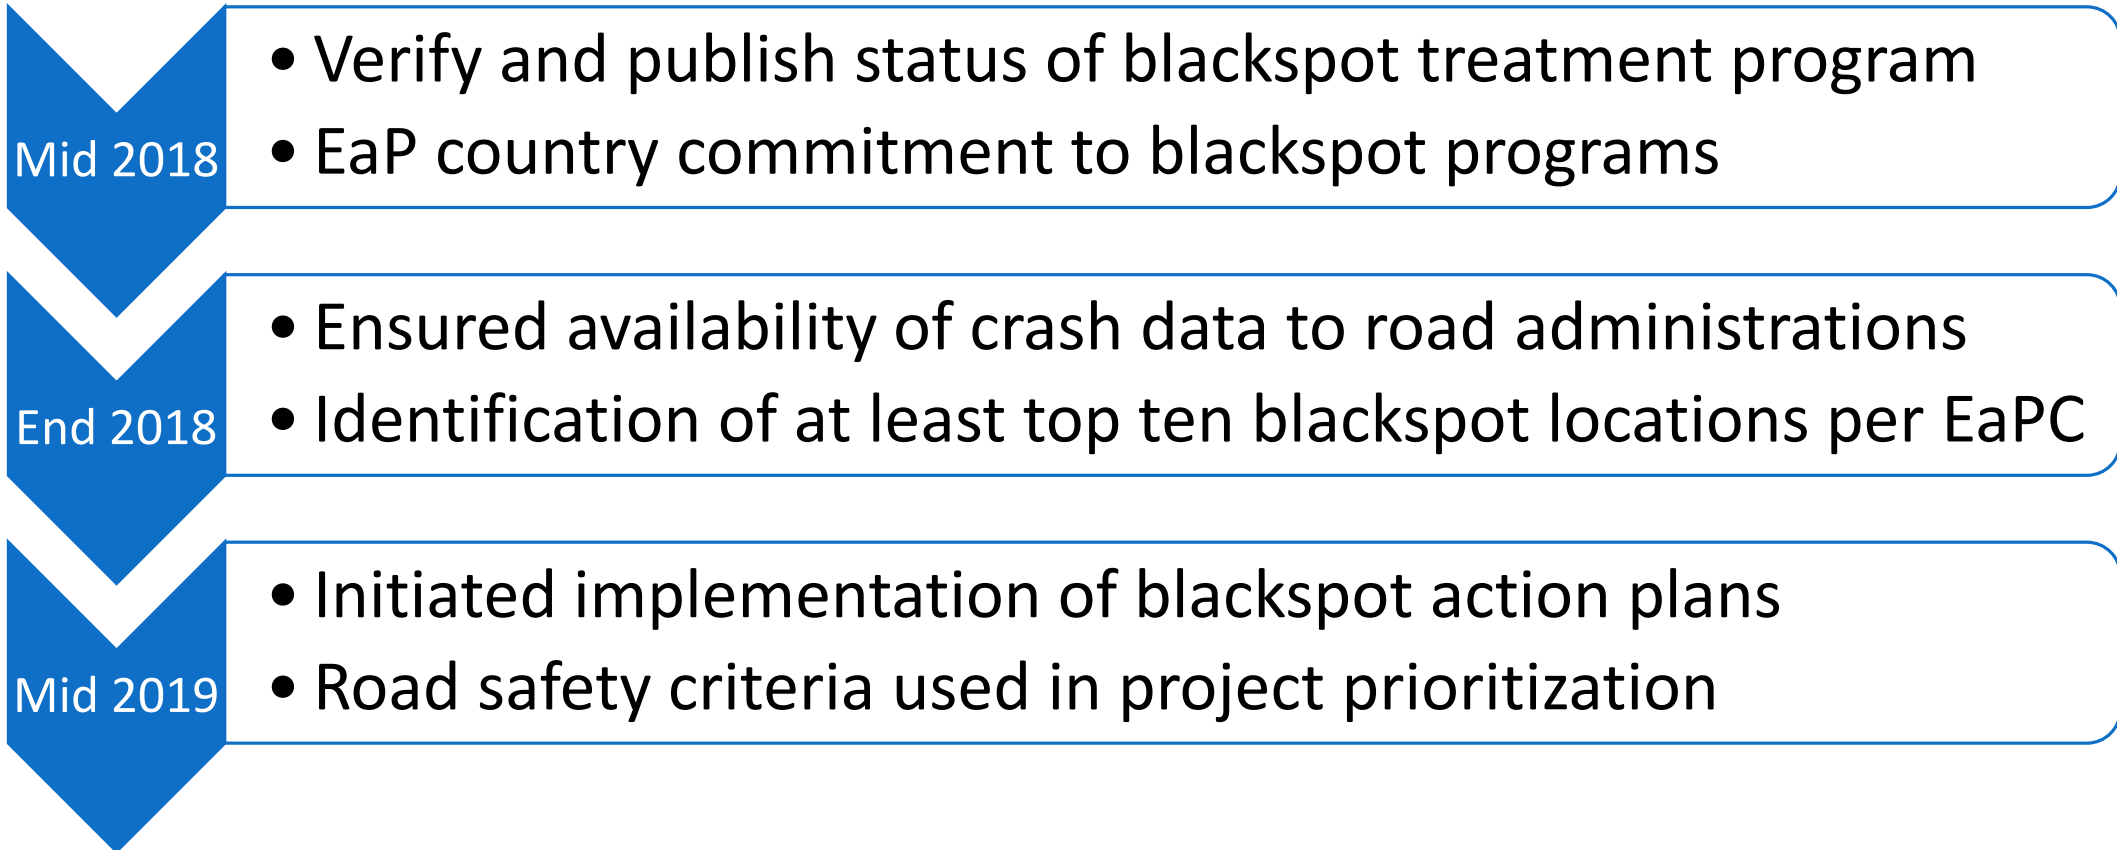 Mid 2018
• Verify and publish status of blackspot treatment program
• EaP country commitment to blackspot programs
End 2018
• Ensured availability of crash data to road administrations
• Identification of at least top ten blackspot locations per EaPC
Mid 2019
• Initiated implementation of blackspot action plans
• Road safety criteria used in project prioritization